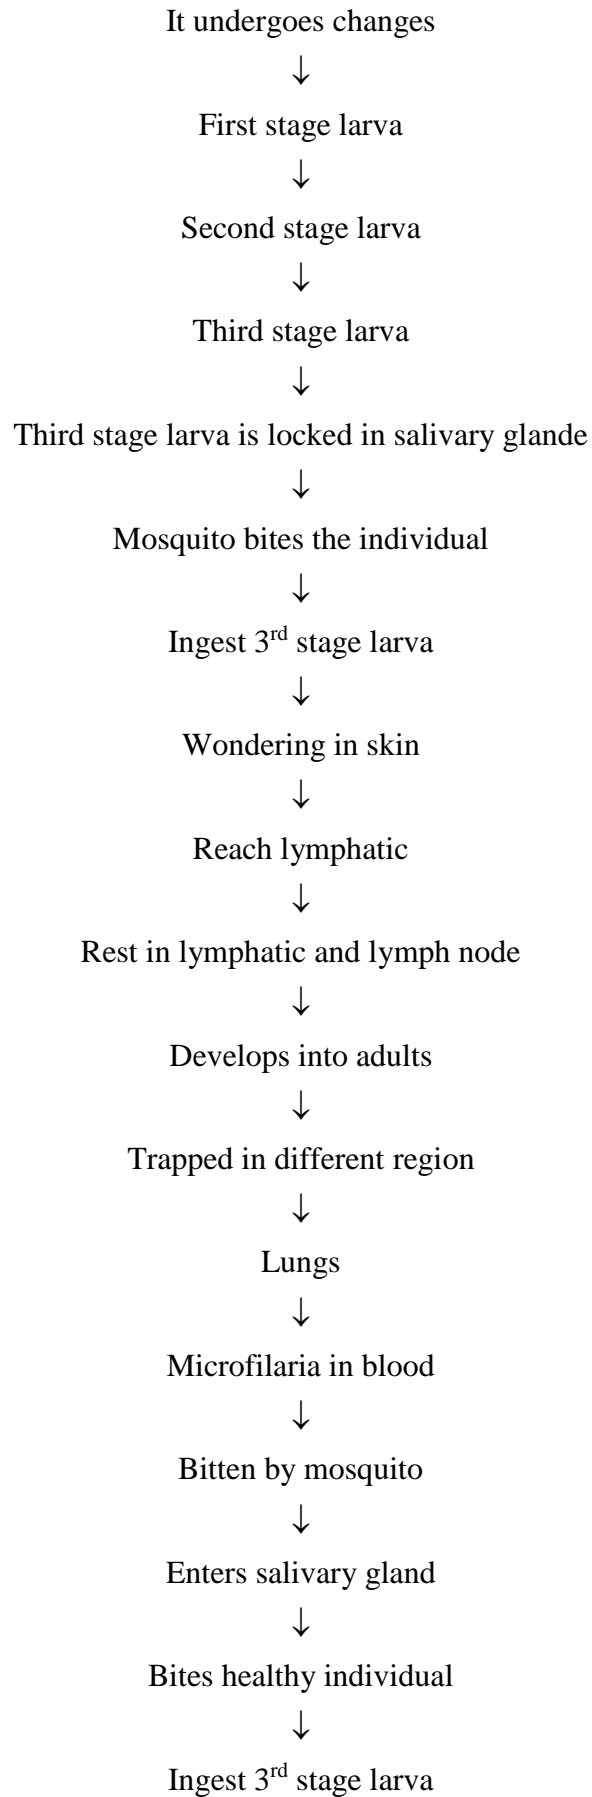 It undergoes changes
↓
First stage larva
↓
Second stage larva
↓
Third stage larva
↓
Third stage larva is locked in salivary glande
↓
Mosquito bites the individual
↓
Ingest 3rd stage larva
↓
Wondering in skin
↓
Reach lymphatic
↓
Rest in lymphatic and lymph node
↓
Develops into adults
↓
Trapped in different region
↓
Lungs
↓
Microfilaria in blood
↓
Bitten by mosquito
↓
Enters salivary gland
↓
Bites healthy individual
↓
Ingest 3rd stage larva